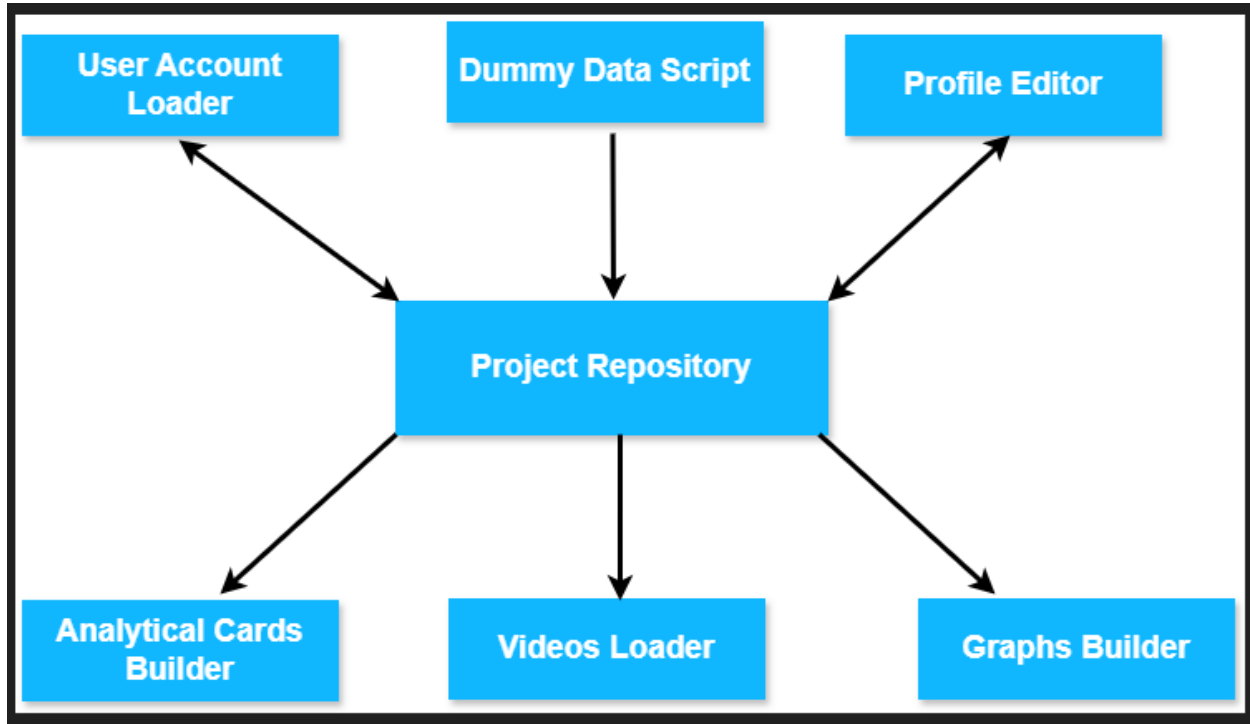 User Account
Loader
Dummy Data Script
Profile Editor
Project Repository
Analytical Cards
Builder
Videos Loader
Graphs Builder